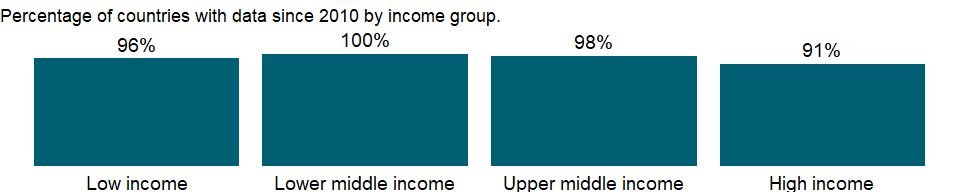 Percentage of countries with data since 2010 by income group.
96%
100%
98%
91%
Low income
Lower middle income
Upper middle income
High income